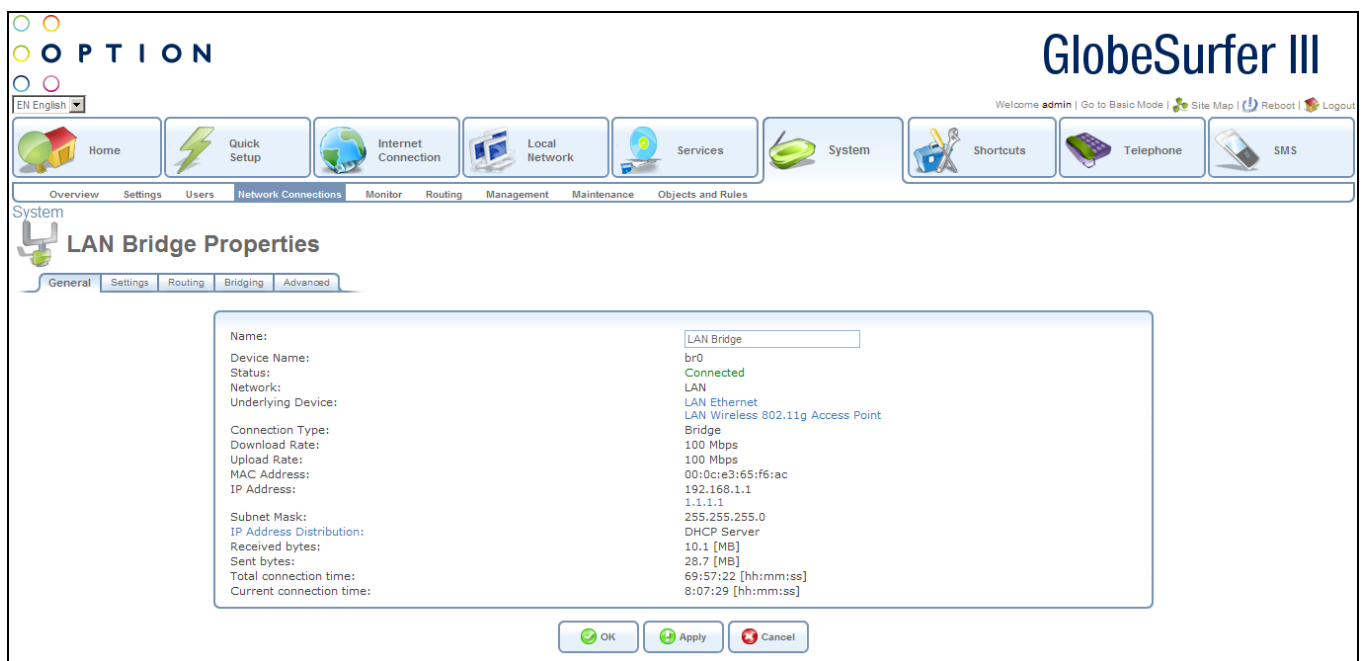 OPTION
GlobeSurfer III
EN English
Welcome admin | Go to Basic Mode | Site Map | Reboot | Logout
Home
Quick Setup
Internet Connection
Local Network
Services
System
Shortcuts
Telephone
SMS
Overview Settings Users Network Connections Monitor Routing Management Maintenance Objects and Rules
System
LAN Bridge Properties
General Settings Routing Bridging Advanced
Name: LAN Bridge
Device Name: br0
Status: Connected
Network: LAN
Underlying Device: LAN Ethernet
LAN Wireless 802.11g Access Point
Connection Type: Bridge
Download Rate: 100 Mbps
Upload Rate: 100 Mbps
MAC Address: 00:0c:e3:65:f6:ac
IP Address: 192.168.1.1
1.1.1.1
Subnet Mask: 255.255.255.0
IP Address Distribution: DHCP Server
Received bytes: 10.1 [MB]
Sent bytes: 28.7 [MB]
Total connection time: 69:57:22 [hh:mm:ss]
Current connection time: 8:07:29 [hh:mm:ss]
OK Apply Cancel